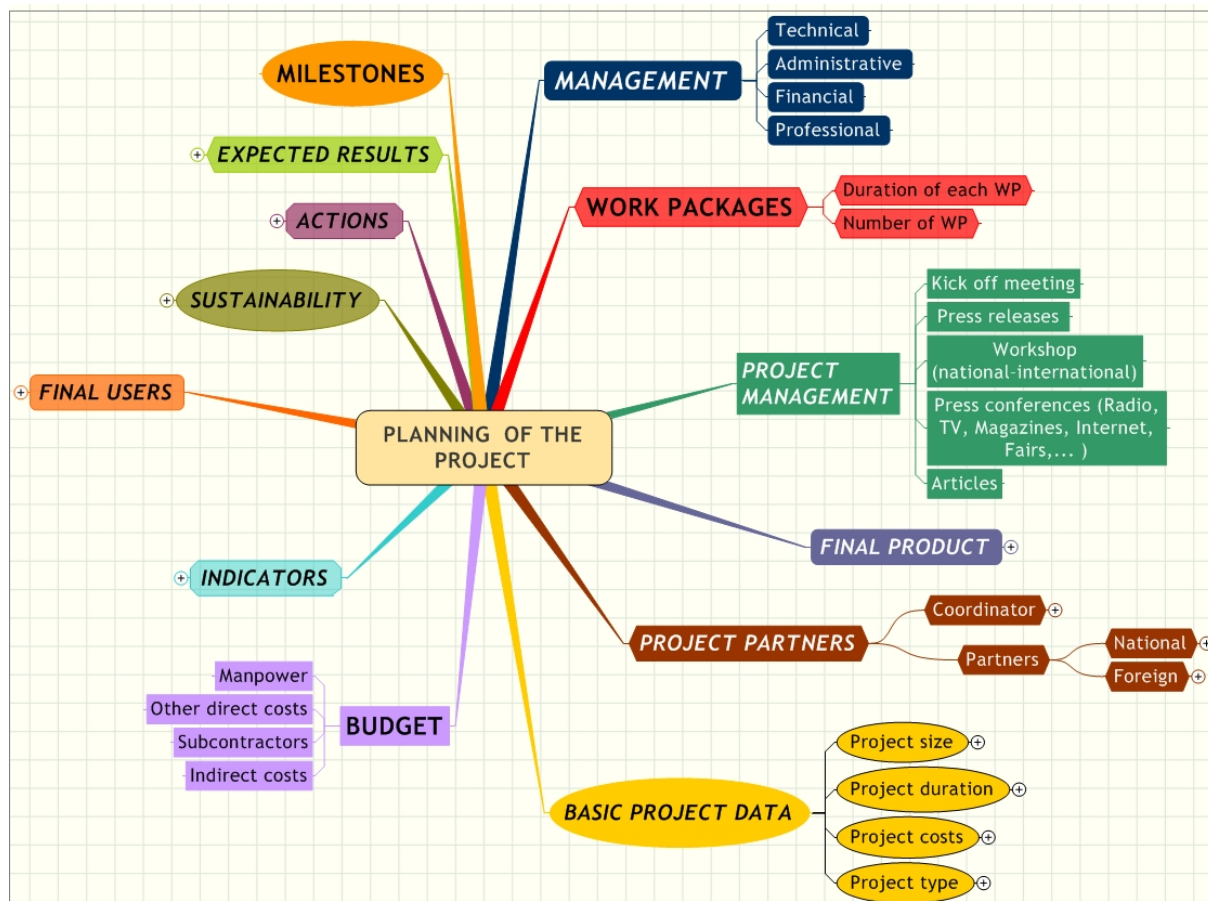 MILESTONES
EXPECTED RESULTS
ACTIONS
SUSTAINABILITY
FINAL USERS
INDICATORS
Manpower
Other direct costs
Subcontractors
Indirect costs
BUDGET
PLANNING OF THE
PROJECT
MANAGEMENT
Technical
Administrative
Financial
Professional
WORK PACKAGES
Duration of each WP
Number of WP
PROJECT
MANAGEMENT
Kick off meeting
Press releases
Workshop
(national-international)
Press conferences (Radio,
TV, Magazines, Internet,
Fairs,... )
Articles
FINAL PRODUCT
PROJECT PARTNERS
Coordinator
Partners
National
Foreign
BASIC PROJECT DATA
Project size
Project duration
Project costs
Project type